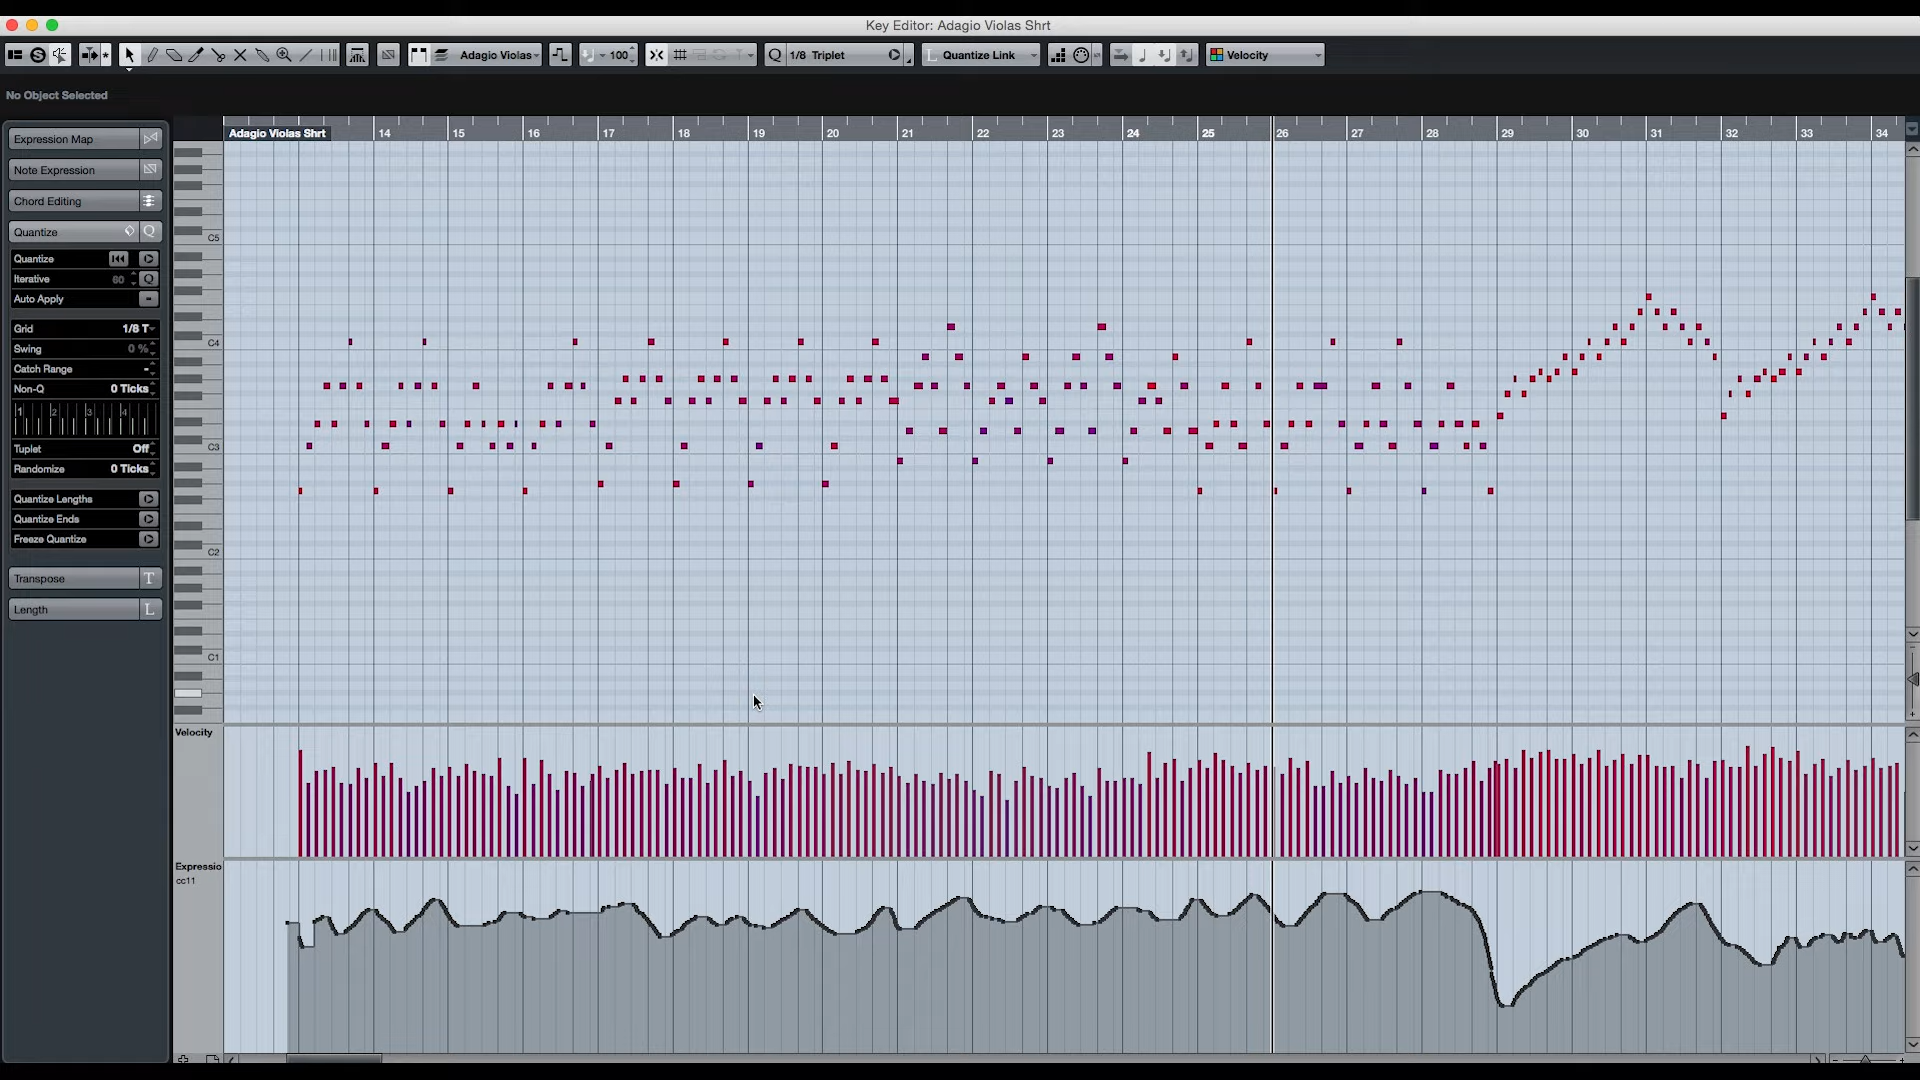 Key Editor: Adagio Violas Shrt
Adagio Violas 100 Q 1/8 Triplet L Quantize Link Velocity
No Object Selected
Expression Map
Note Expression
Chord Editing
Quantize Q
Quantize
Iterative 60 Q
Auto Apply
Grid 1/8 T
Swing 0 %
Catch Range -
Non-Q 0 Ticks
1 2 3 4
Tuplet Off
Randomize 0 Ticks
Quantize Lengths
Quantize Ends
Freeze Quantize
Transpose T
Length L
Adagio Violas Shrt 14 15 16 17 18 19 20 21 22 23 24 25 26 27 28 29 30 31 32 33 34
C5
C4
C3
C2
C1
Velocity
Expressio
cc11